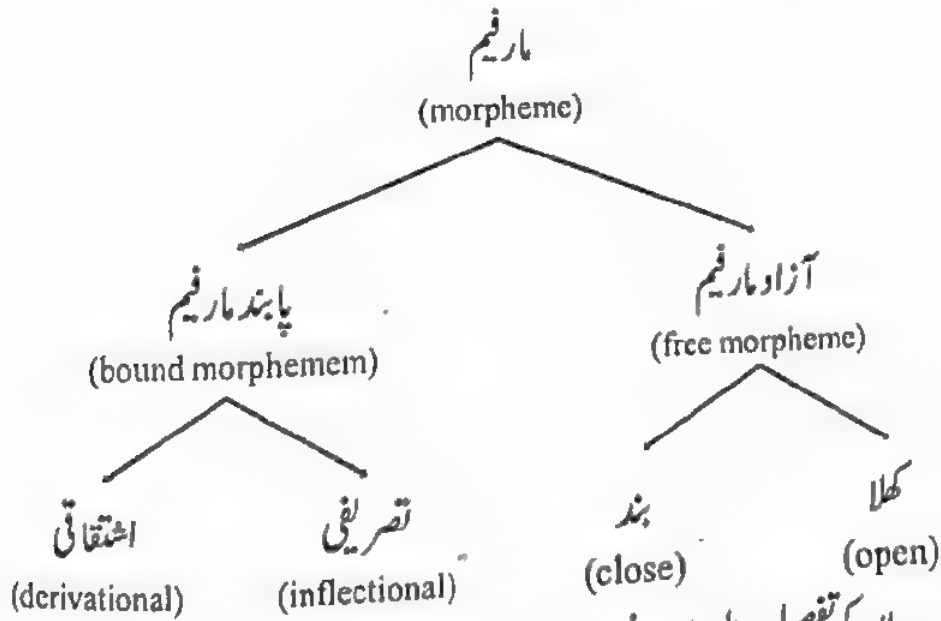 مارفیم
(morpheme)
آزاد مارفیم
(free morpheme)
پابند مارفیم
(bound morphemem)
کھلا
(open)
بند
(close)
تصریفی
(inflectional)
اشتقاقی
(derivational)